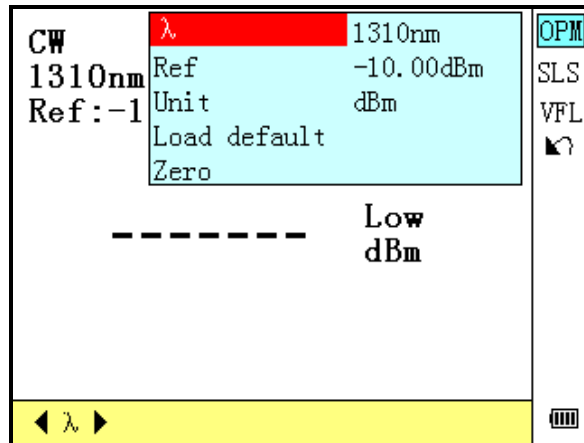 CW
1310nm
Ref:-1
λ 1310nm
Ref -10.00dBm
Unit dBm
Load default
Zero
------- Low
dBm
OPM
SLS
VFL
λ